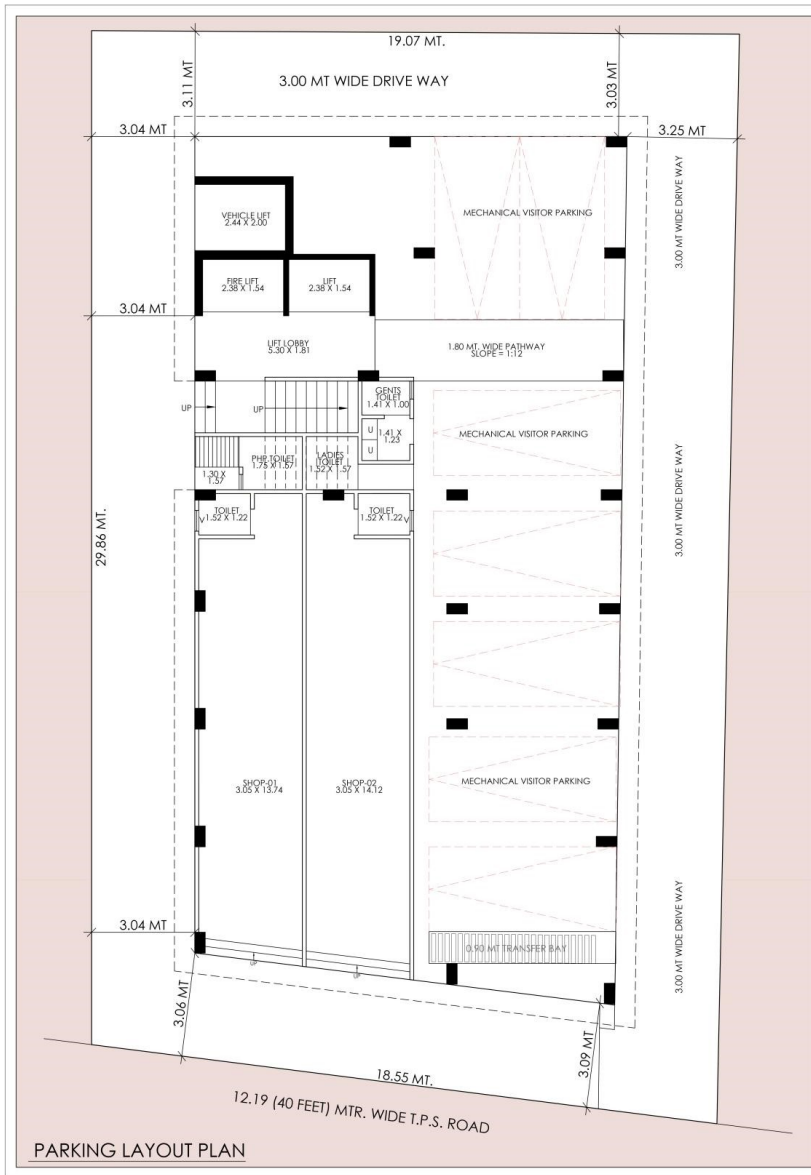 19.07 MT.
3.11 MT
3.00 MT WIDE DRIVE WAY
3.03 MT
3.04 MT
3.25 MT
VEHICLE LIFT
2.44 X 2.00
MECHANICAL VISITOR PARKING
3.00 MT WIDE DRIVE WAY
FIRE LIFT
2.38 X 1.54
LIFT
2.38 X 1.54
3.04 MT
LIFT LOBBY
5.30 X 1.81
1.80 MT. WIDE PATHWAY
SLOPE = 1:12
UP
UP
GENTS
TOILET
1.41 X 1.00
U
U
1.41 X
1.23
MECHANICAL VISITOR PARKING
3.00 MT WIDE DRIVE WAY
1.30 X
1.57
PHP.TOILET
1.75 X 1.57
LADIES
TOILET
1.52 X 1.57
V
TOILET
1.52 X 1.22
TOILET
1.52 X 1.22
V
29.86 MT.
SHOP-01
3.05 X 13.74
SHOP-02
3.05 X 14.12
MECHANICAL VISITOR PARKING
3.00 MT WIDE DRIVE WAY
3.04 MT
0.90 MT TRANSFER BAY
3.06 MT
3.09 MT
18.55 MT.
12.19 (40 FEET) MTR. WIDE T.P.S. ROAD
PARKING LAYOUT PLAN